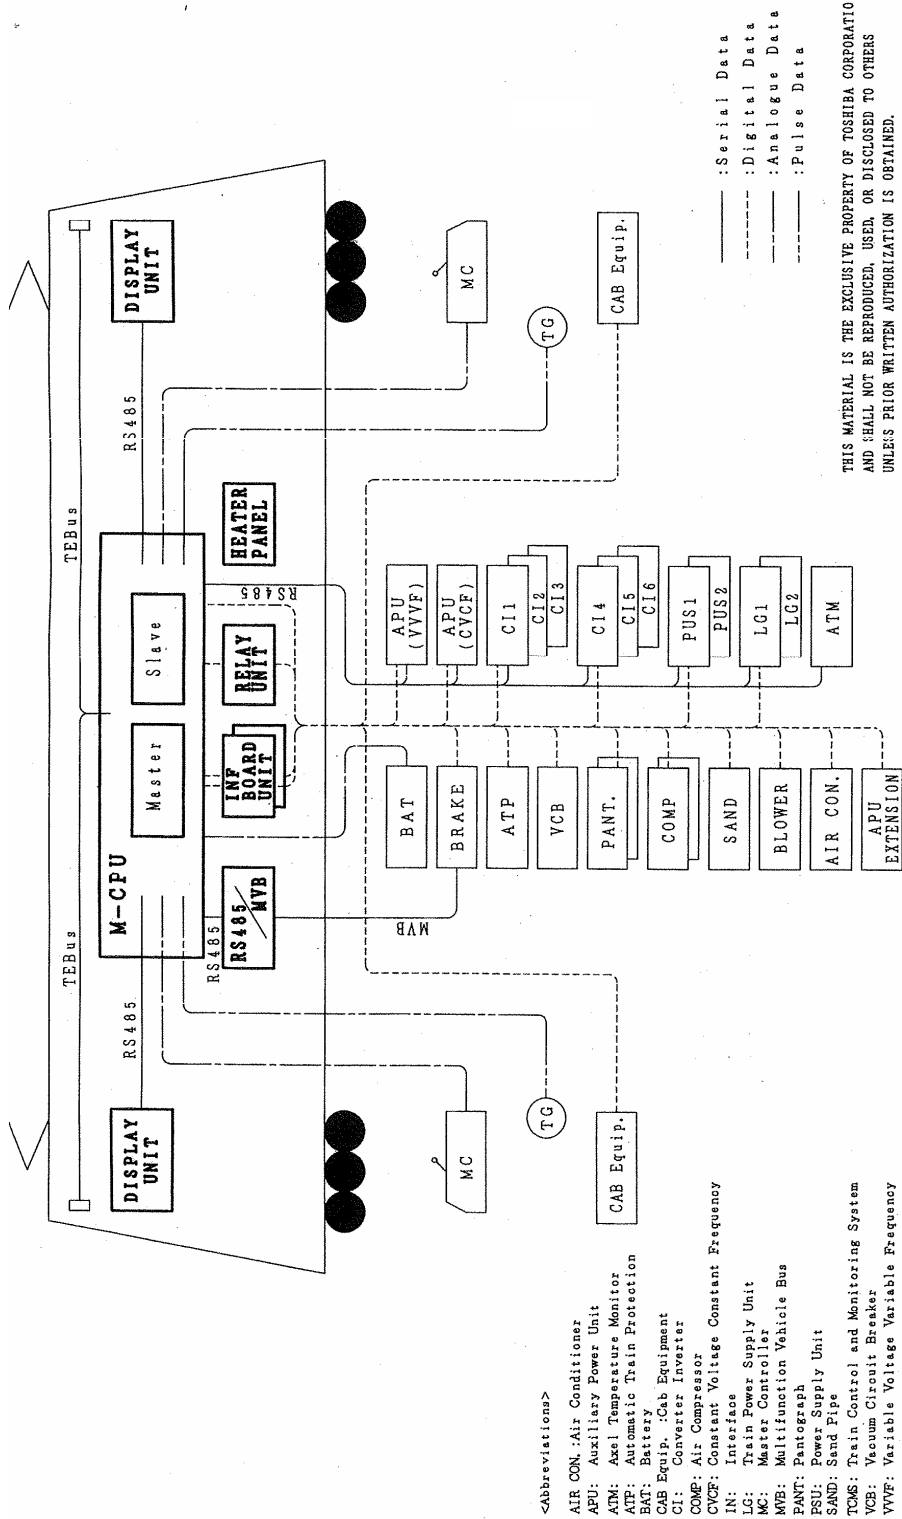 TEBus
TEBus
DISPLAY
UNIT
RS485
M-CPU
Master
Slave
RS485
DISPLAY
UNIT
RS485
RS485
MVB
INF
BOARD
UNIT
RELAY
UNIT
RS485
HEATER
PANEL
MVB
MC
MC
TG
TG
CAB Equip.
CAB Equip.
BAT
BRAKE
ATP
VCB
PANT.
COMP
SAND
BLOWER
AIR CON.
APU
EXTENSION
APU
(VVVF)
APU
(CVCF)
CI1
CI2
CI3
CI4
CI5
CI6
PUS1
PUS2
LG1
LG2
ATM
:Serial Data
:Digital Data
:Analogue Data
:Pulse Data
<Abbreviations>
AIR CON. :Air Conditioner
APU: Auxiliary Power Unit
ATM: Axel Temperature Monitor
ATP: Automatic Train Protection
BAT: Battery
CAB Equip. :Cab Equipment
CI: Converter Inverter
COMP: Air Compressor
CVCF: Constant Voltage Constant Frequency
IN: Interface
LG: Train Power Supply Unit
MC: Master Controller
MVB: Multifunction Vehicle Bus
PANT: Pantograph
PSU: Power Supply Unit
SAND: Sand Pipe
TCMS: Train Control and Monitoring System
VCB: Vacuum Circuit Breaker
VVVF: Variable Voltage Variable Frequency
THIS MATERIAL IS THE EXCLUSIVE PROPERTY OF TOSHIBA CORPORATIO
AND SHALL NOT BE REPRODUCED, USED, OR DISCLOSED TO OTHERS
UNLESS PRIOR WRITTEN AUTHORIZATION IS OBTAINED.